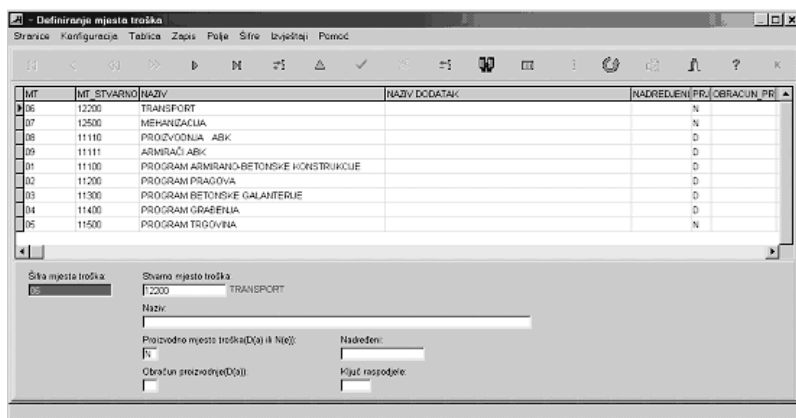 - Definiranje mjesta troška
Stranice Konfiguracija Tablica Zapis Polje Šifre Izvještaji Pomoć
MT MT_STVARNO NAZIV NAZIV DODATAK NADREDJENI PRJ OBRACUN_PR
06 12200 TRANSPORT N
07 12500 MEHANIZACIJA N
08 11110 PROIZVODNJA ABK D
09 11111 ARMIRAČI ABK D
01 11100 PROGRAM ARMIRANO-BETONSKE KONSTRUKCIJE D
02 11200 PROGRAM PRAGOVA D
03 11300 PROGRAM BETONSKE GALANTERIJE D
04 11400 PROGRAM GRAĐENJA D
05 11500 PROGRAM TRGOVINA N
Šifra mjesta troška: Stvarno mjesto troška:
06 12200 TRANSPORT
Naziv:
Proizvodno mjesto troška(D(a) ili N(e)): Nadređeni:
N
Obračun proizvodnje(D(a)): Ključ raspodjele: